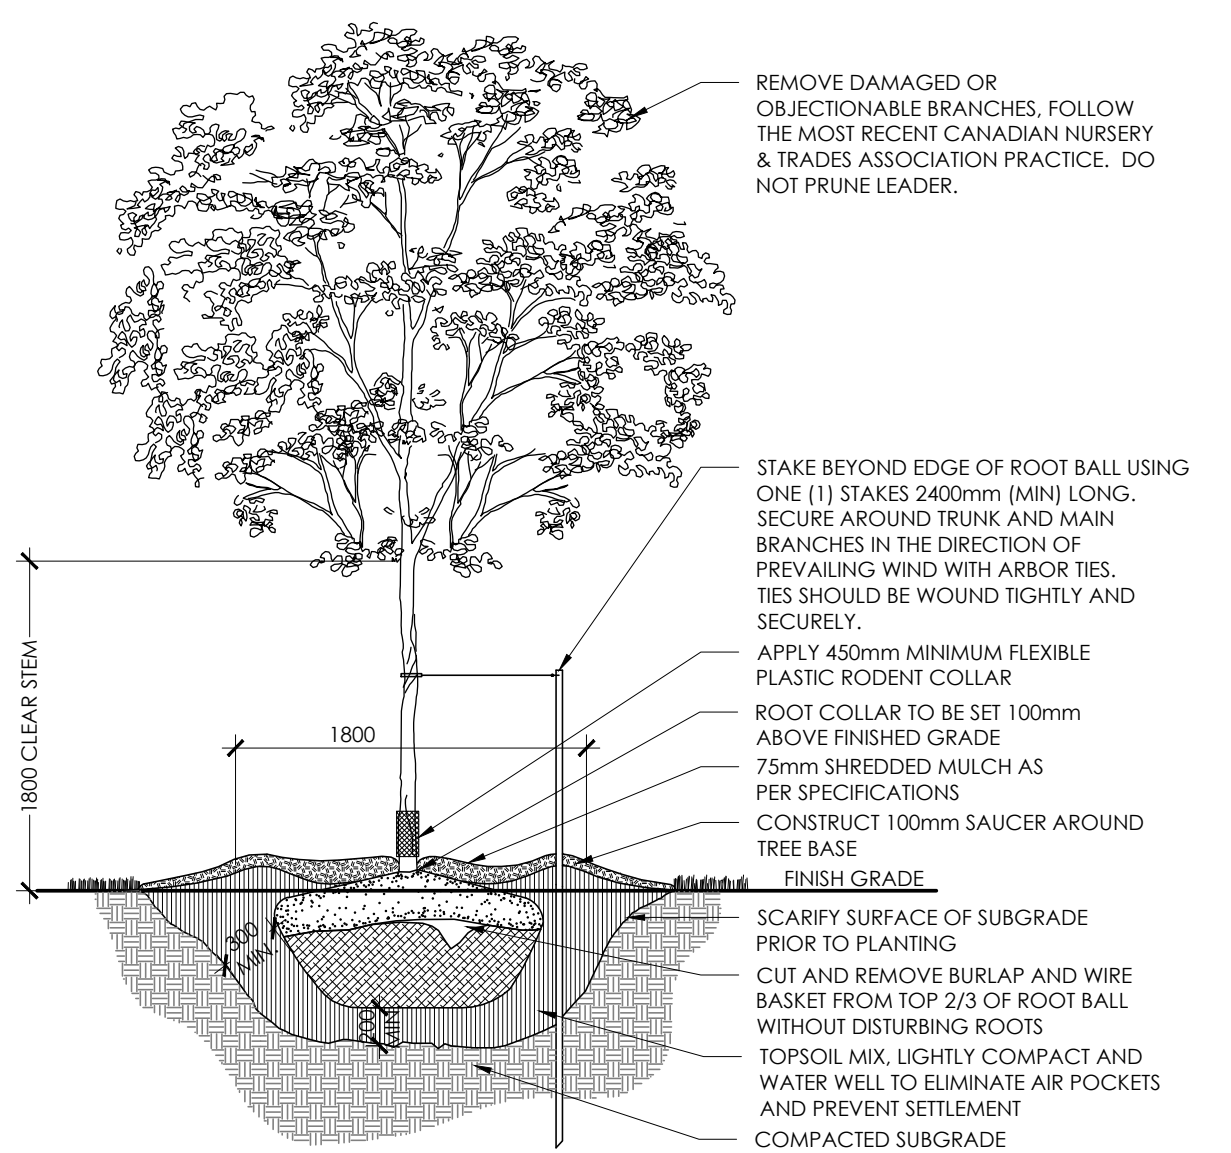 REMOVE DAMAGED OR
OBJECTIONABLE BRANCHES, FOLLOW
THE MOST RECENT CANADIAN NURSERY
& TRADES ASSOCIATION PRACTICE. DO
NOT PRUNE LEADER.
STAKE BEYOND EDGE OF ROOT BALL USING
ONE (1) STAKES 2400mm (MIN) LONG.
SECURE AROUND TRUNK AND MAIN
BRANCHES IN THE DIRECTION OF
PREVAILING WIND WITH ARBOR TIES.
TIES SHOULD BE WOUND TIGHTLY AND
SECURELY.
APPLY 450mm MINIMUM FLEXIBLE
PLASTIC RODENT COLLAR
ROOT COLLAR TO BE SET 100mm
ABOVE FINISHED GRADE
75mm SHREDDED MULCH AS
PER SPECIFICATIONS
CONSTRUCT 100mm SAUCER AROUND
TREE BASE
FINISH GRADE
SCARIFY SURFACE OF SUBGRADE
PRIOR TO PLANTING
CUT AND REMOVE BURLAP AND WIRE
BASKET FROM TOP 2/3 OF ROOT BALL
WITHOUT DISTURBING ROOTS
TOPSOIL MIX, LIGHTLY COMPACT AND
WATER WELL TO ELIMINATE AIR POCKETS
AND PREVENT SETTLEMENT
COMPACTED SUBGRADE
1800 CLEAR STEM
1800
300
MIN.
200
MIN